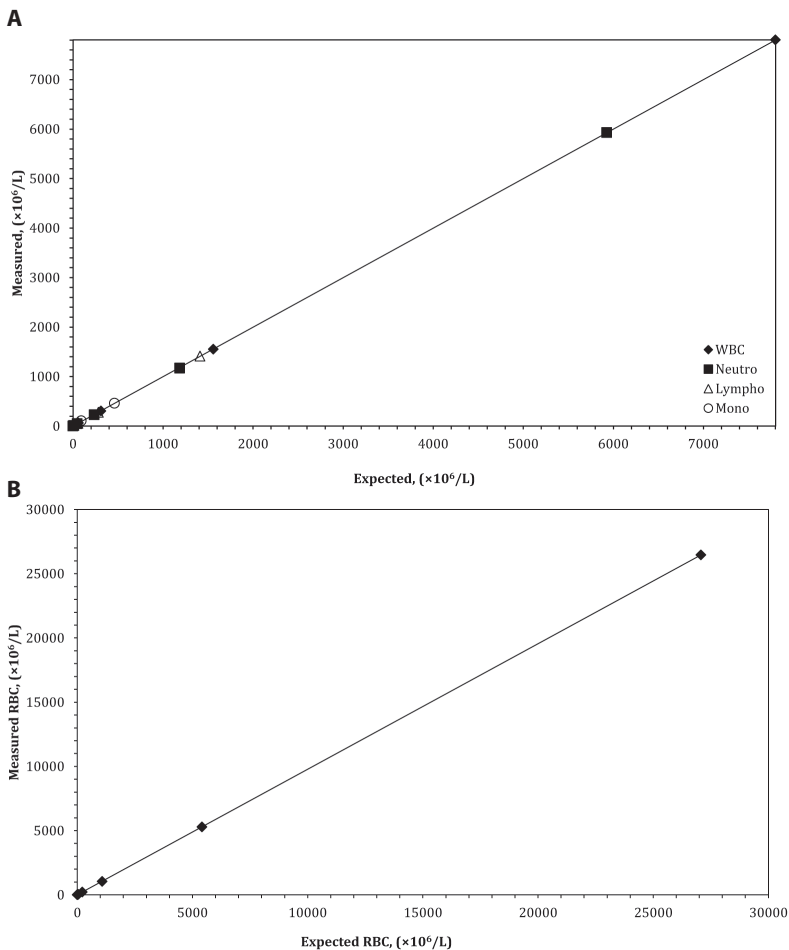 A
7000
6000
5000
4000
3000
2000
1000
0
Measured, (×10⁶/L)
WBC
Neutro
Lympho
Mono
0 1000 2000 3000 4000 5000 6000 7000
Expected, (×10⁶/L)
B
30000
25000
20000
15000
10000
5000
0
Measured RBC, (×10⁶/L)
0 5000 10000 15000 20000 25000 30000
Expected RBC, (×10⁶/L)